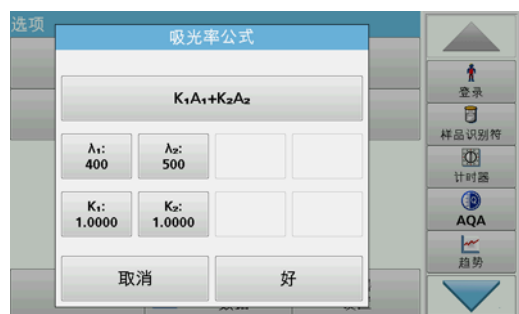 选项
吸光率公式
K₁A₁+K₂A₂
λ₁:
400
λ₂:
500
K₁:
1.0000
K₂:
1.0000
取消
好
登录
样品识别符
计时器
AQA
趋势